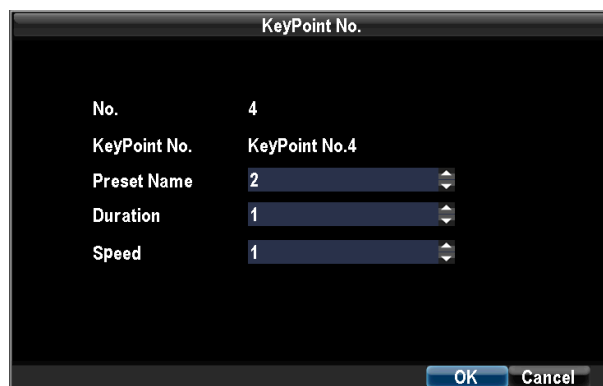 KeyPoint No.
No. 4
KeyPoint No. KeyPoint No.4
Preset Name 2
Duration 1
Speed 1
OK Cancel